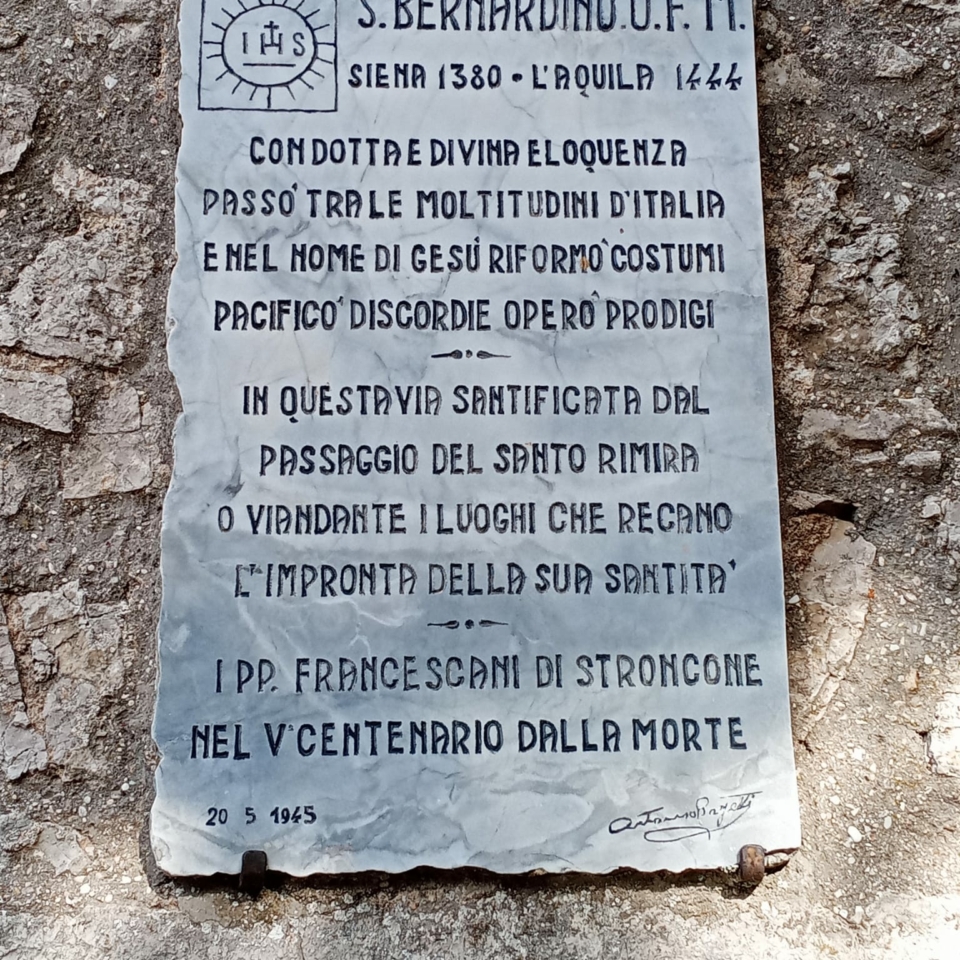 IHS
S. BERNARDINO.O.F.M.
SIENA 1380 • L'AQUILA 1444
CON DOTTA E DIVINA ELOQUENZA
PASSO' TRA LE MOLTITUDINI D'ITALIA
E NEL NOME DI GESÚ RIFORMO' COSTUMI
PACIFICO' DISCORDIE OPERO' PRODIGI
IN QUESTA VIA SANTIFICATA DAL
PASSAGGIO DEL SANTO RIMIRA
O VIANDANTE I LUOGHI CHE RECANO
L'IMPRONTA DELLA SUA SANTITA'
I PP. FRANCESCANI DI STRONCONE
NEL V° CENTENARIO DALLA MORTE
20 5 1945